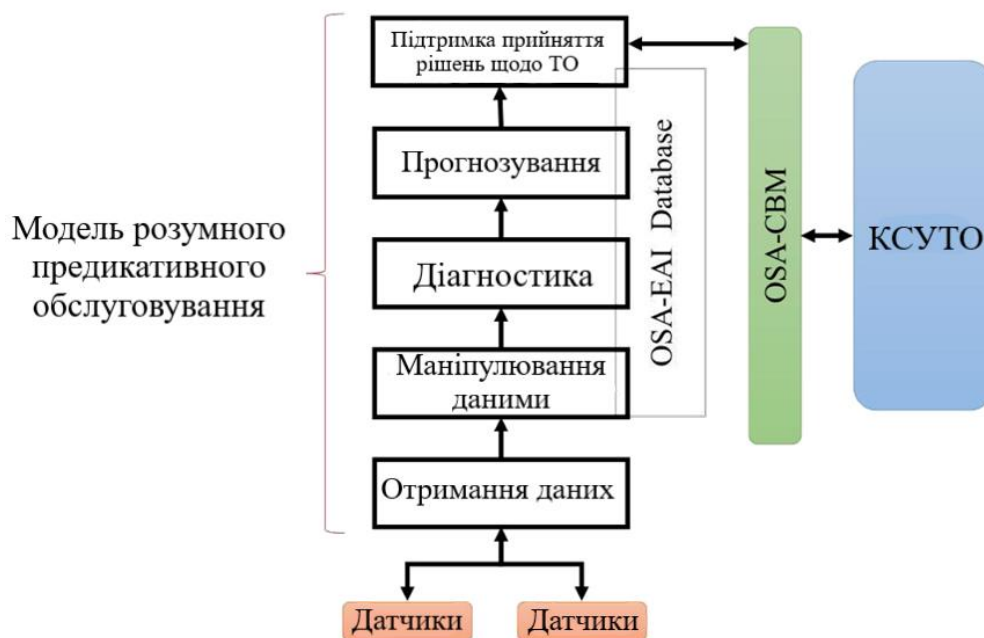 Підтримка прийняття
рішень щодо ТО
Прогнозування
Діагностика
Маніпулювання
даними
Отримання даних
Датчики
Датчики
Модель розумного
предикативного
обслуговування
OSA-EAI Database
OSA-CBM
КСУТО